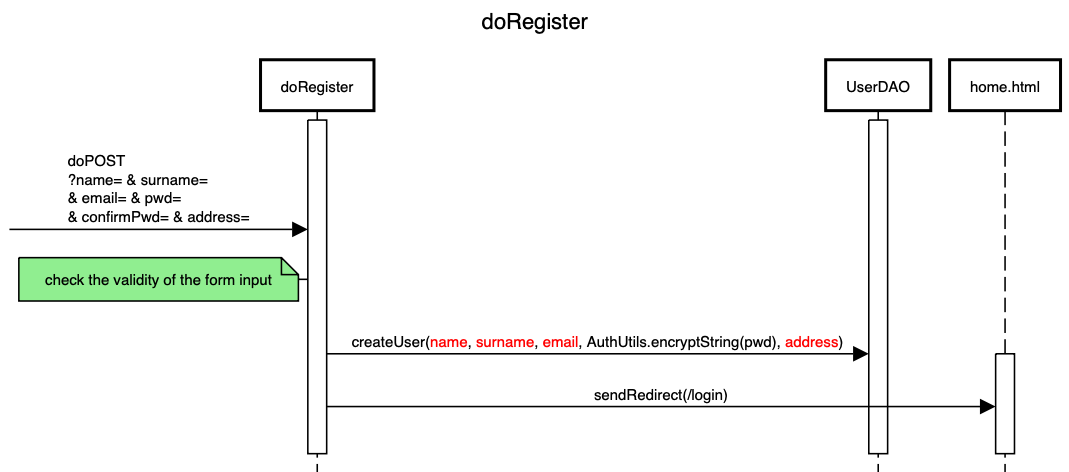 doRegister
doRegister
UserDAO
home.html
doPOST
?name= & surname=
& email= & pwd=
& confirmPwd= & address=
check the validity of the form input
createUser(name, surname, email, AuthUtils.encryptString(pwd), address)
sendRedirect(/login)